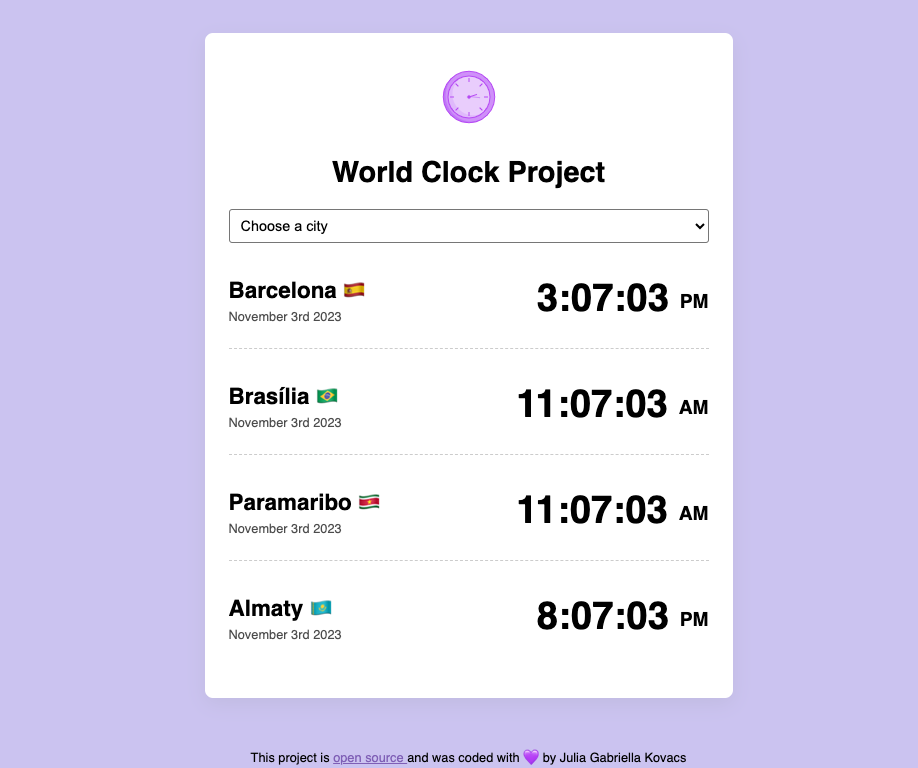 World Clock Project
Choose a city
Barcelona 🇪🇸
3:07:03 PM
November 3rd 2023
Brasília 🇧🇷
11:07:03 AM
November 3rd 2023
Paramaribo 🇸🇷
11:07:03 AM
November 3rd 2023
Almaty 🇰🇿
8:07:03 PM
November 3rd 2023
This project is open source and was coded with 💜 by Julia Gabriella Kovacs